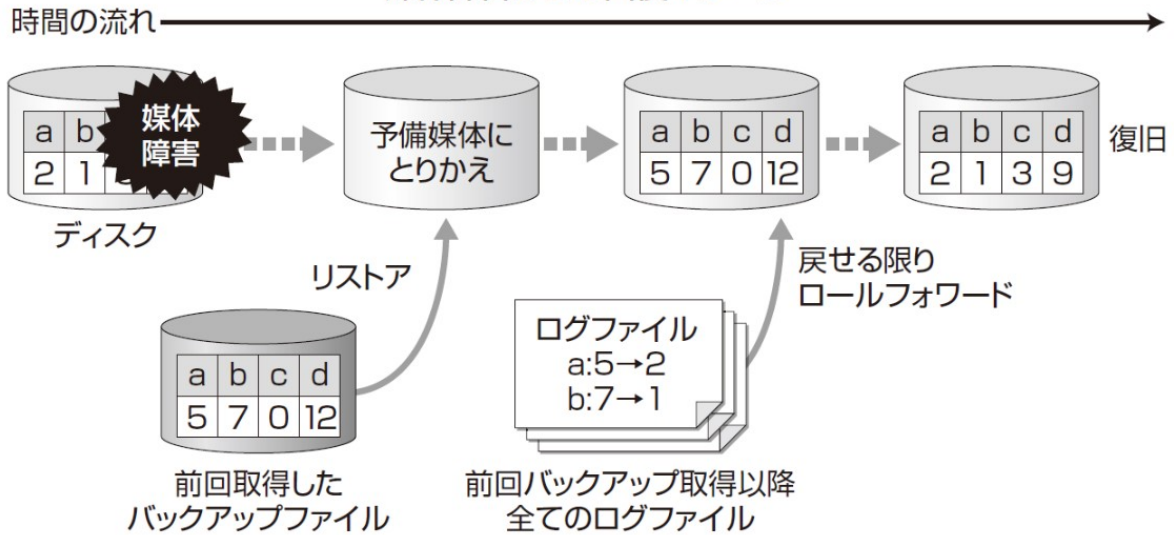 時間の流れ
a b
2 1
媒体
障害
ディスク
予備媒体に
とりかえ
a b c d
5 7 0 12
a b c d
2 1 3 9
復旧
リストア
戻せる限り
ロールフォワード
a b c d
5 7 0 12
前回取得した
バックアップファイル
ログファイル
a:5→2
b:7→1
前回バックアップ取得以降
全てのログファイル